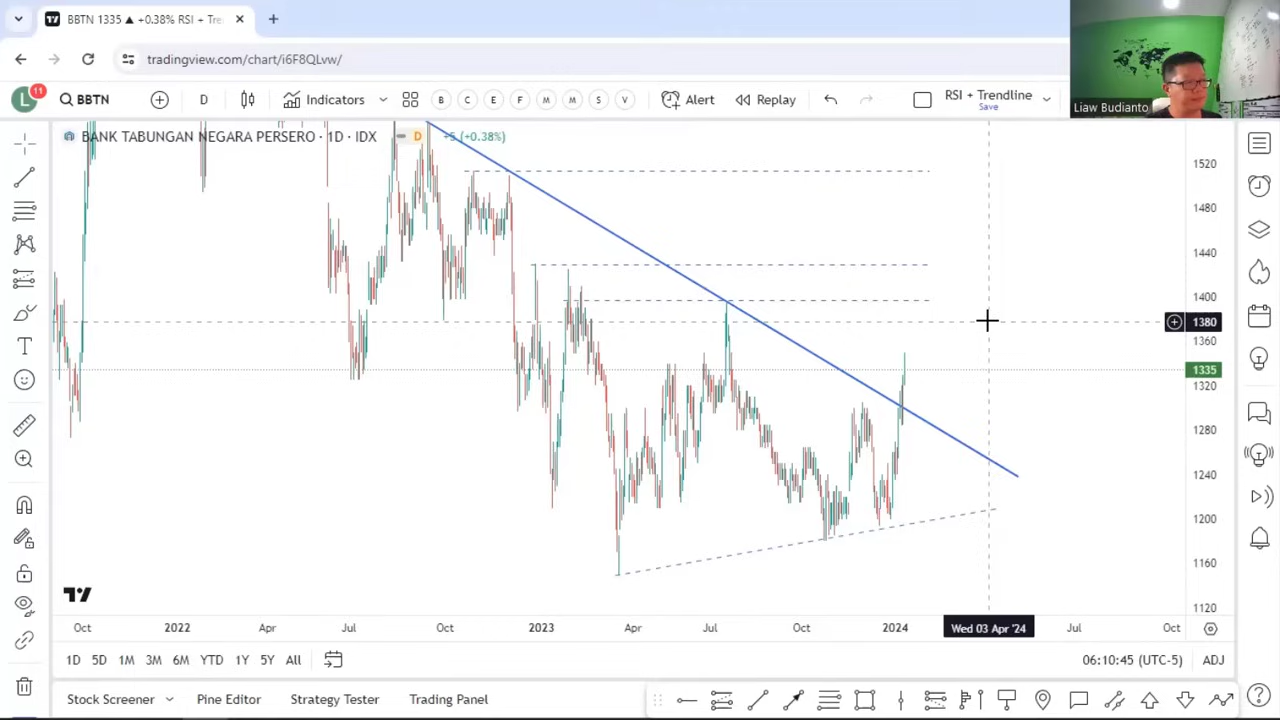 BBTN 1335 ▲ +0.38% RSI + Tre
tradingview.com/chart/i6F8QLvw/
Liaw Budianto
L 11 BBTN D Indicators B C E F M M S V Alert Replay RSI + Trendline
Save
BANK TABUNGAN NEGARA PERSERO · 1D · IDX D +5 (+0.38%)
1520
1480
1440
1400
1380
1360
1335
1320
1280
1240
1200
1160
1120
Oct 2022 Apr Jul Oct 2023 Apr Jul Oct 2024 Wed 03 Apr '24 Jul Oct
1D 5D 1M 3M 6M YTD 1Y 5Y All 06:10:45 (UTC-5) ADJ
Stock Screener Pine Editor Strategy Tester Trading Panel